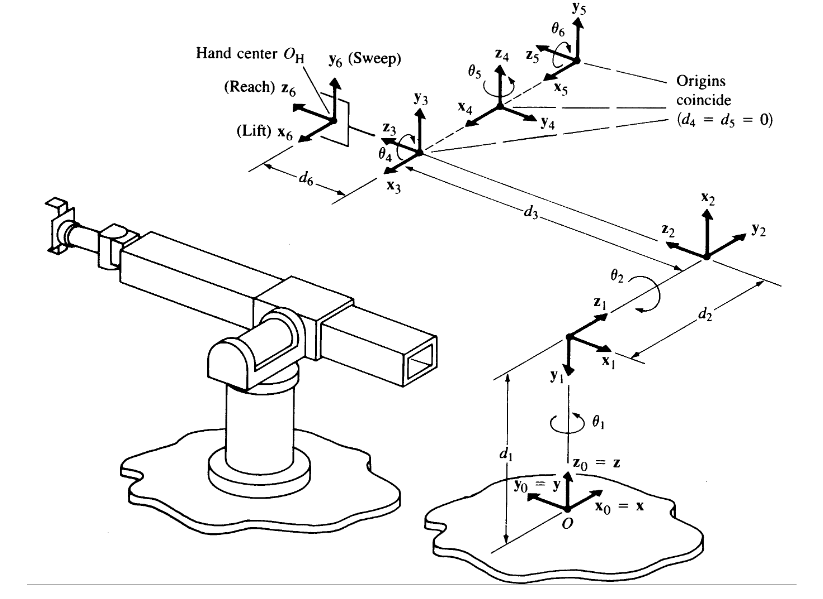 y₅
θ₆
z₄
z₅
Hand center O_H
y₆ (Sweep)
θ₅
x₅
Origins
coincide
(d₄ = d₅ = 0)
(Reach) z₆
y₃
x₄
y₄
(Lift) x₆
z₃
θ₄
d₆
x₃
x₂
d₃
z₂
y₂
θ₂
z₁
d₂
x₁
y₁
θ₁
d₁
z₀ = z
y₀ = y
x₀ = x
O